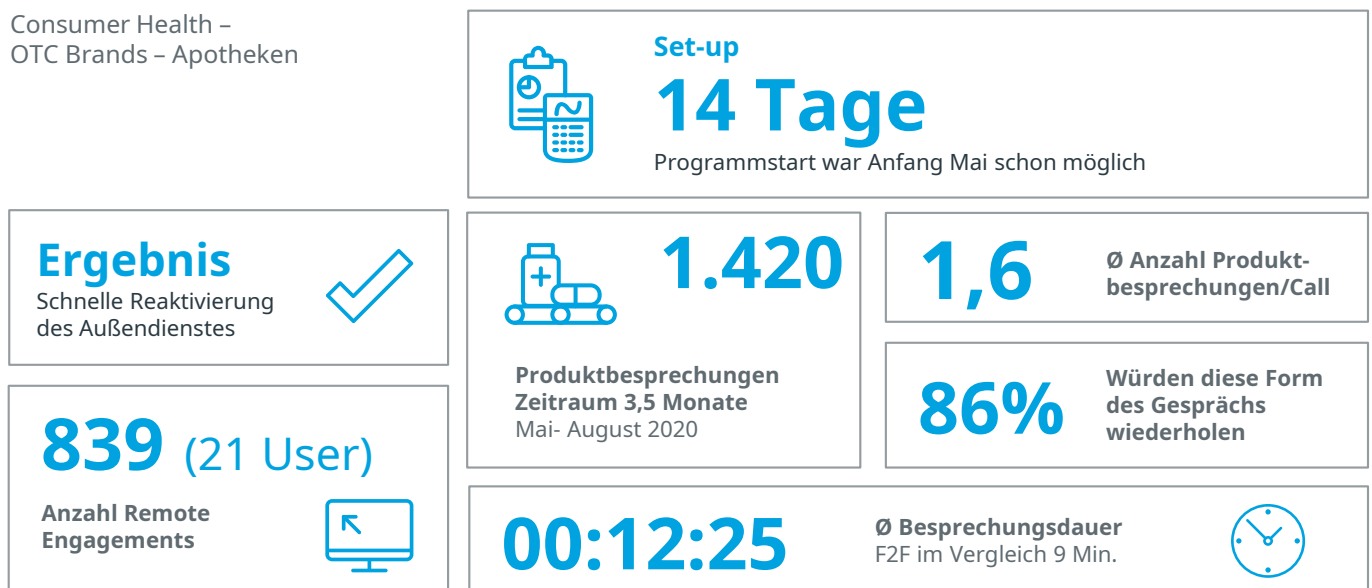 Consumer Health –
OTC Brands – Apotheken
Set-up
14 Tage
Programmstart war Anfang Mai schon möglich
Ergebnis
Schnelle Reaktivierung
des Außendienstes
1.420
Produktbesprechungen
Zeitraum 3,5 Monate
Mai- August 2020
1,6
Ø Anzahl Produkt-
besprechungen/Call
86%
Würden diese Form
des Gesprächs
wiederholen
839 (21 User)
Anzahl Remote
Engagements
00:12:25
Ø Besprechungsdauer
F2F im Vergleich 9 Min.